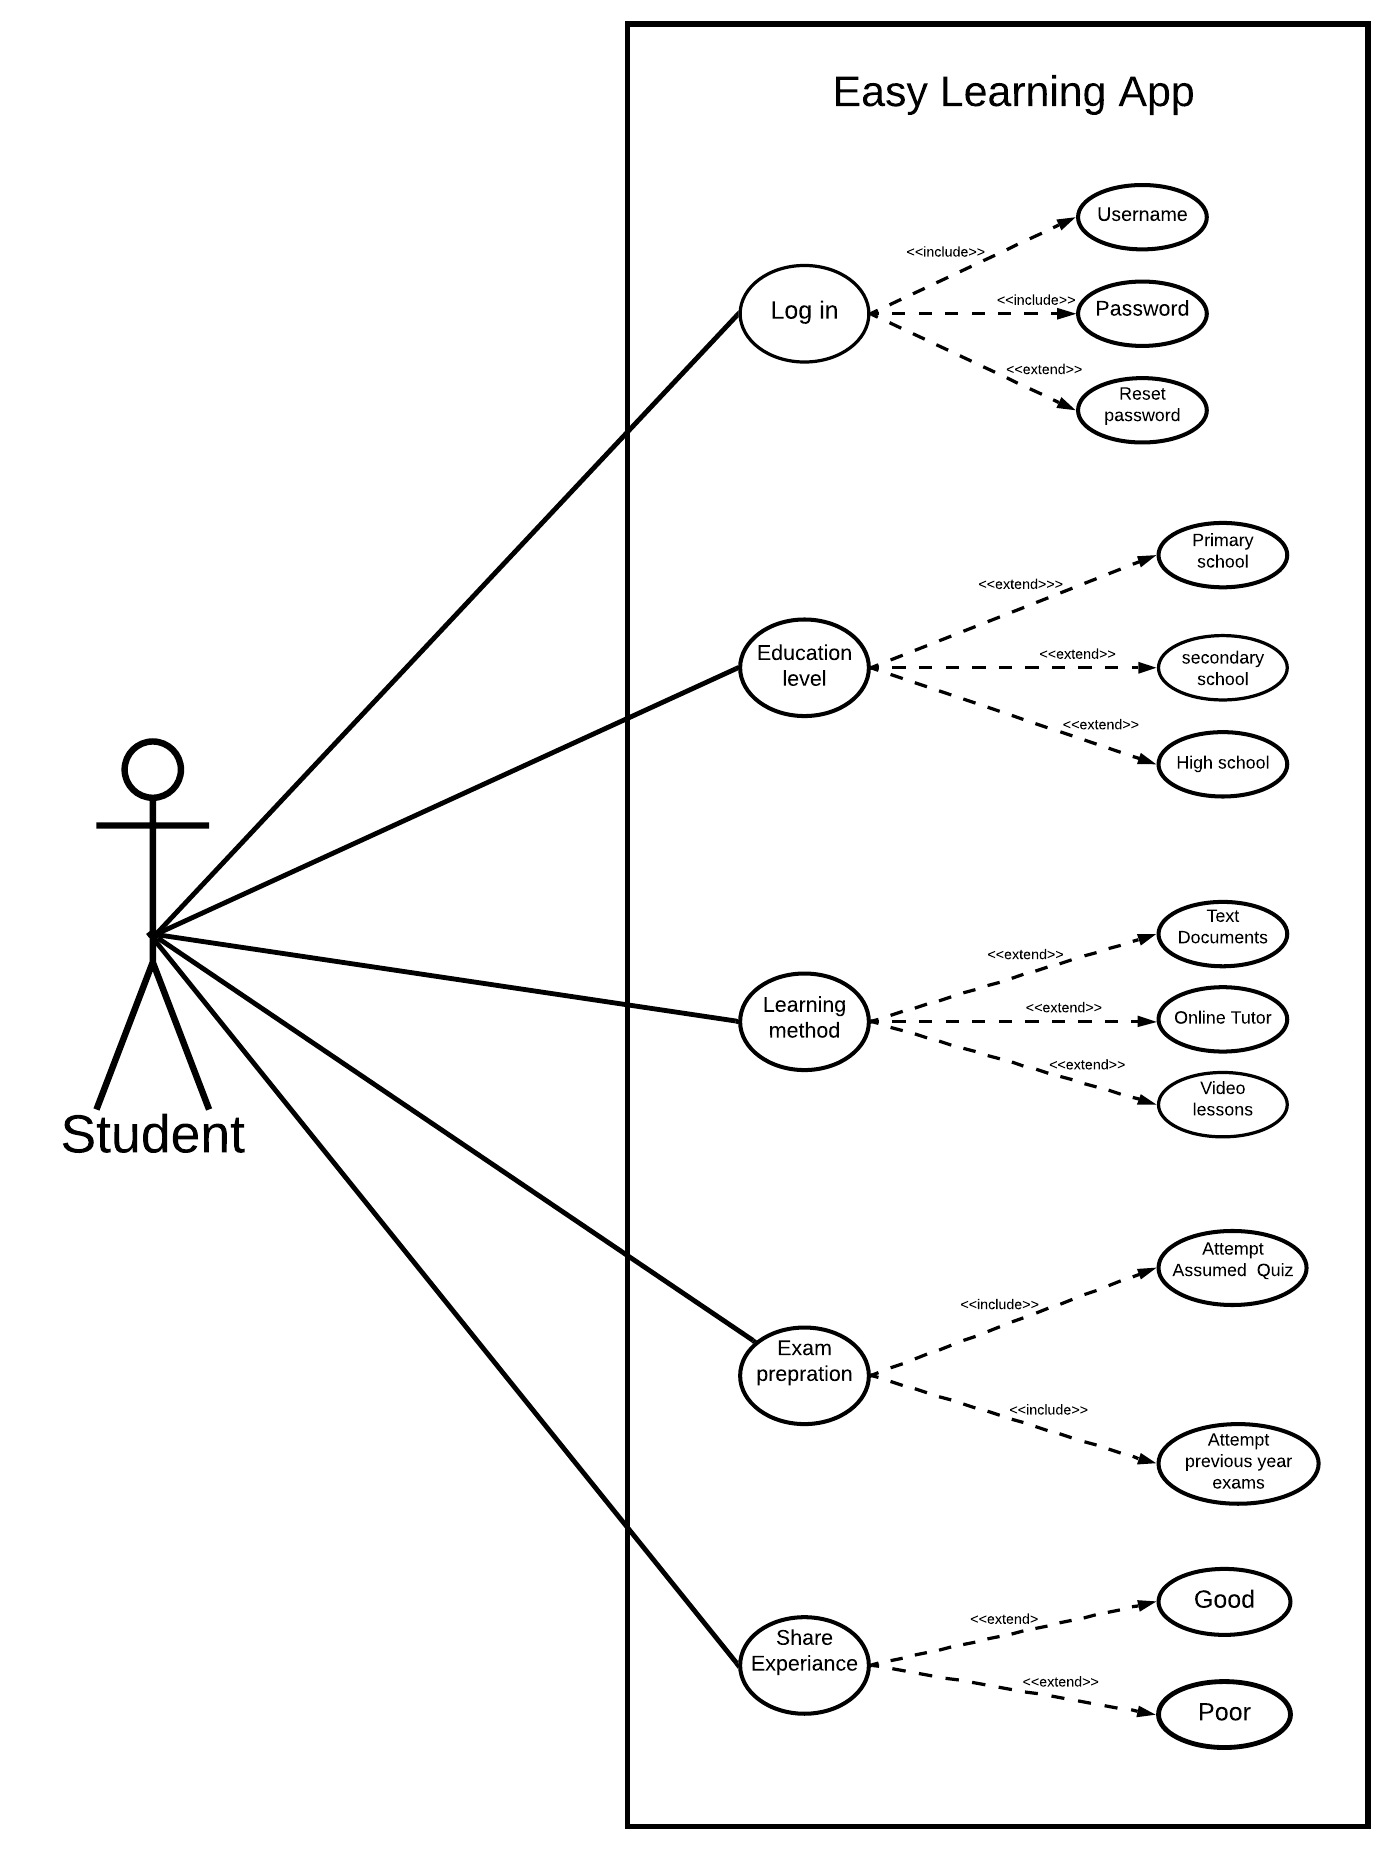 Easy Learning App
Username
<<include>>
Log in
<<include>>
Password
<<extend>>
Reset
password
Primary
school
<<extend>>>
Education
level
<<extend>>
secondary
school
<<extend>>
High school
Student
Text
Documents
<<extend>>
Learning
method
<<extend>>
Online Tutor
<<extend>>
Video
lessons
Attempt
Assumed  Quiz
<<include>>
Exam
prepration
<<include>>
Attempt
previous year
exams
Good
<<extend>
Share
Experiance
<<extend>>
Poor